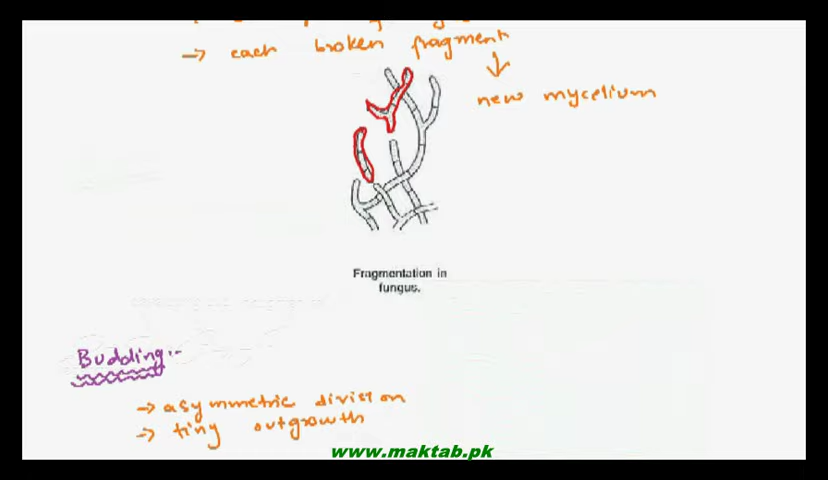 → each broken fragment
new mycelium
Fragmentation in
fungus.
Budding:-
→ asymmetric division
→ tiny outgrowth
www.maktab.pk